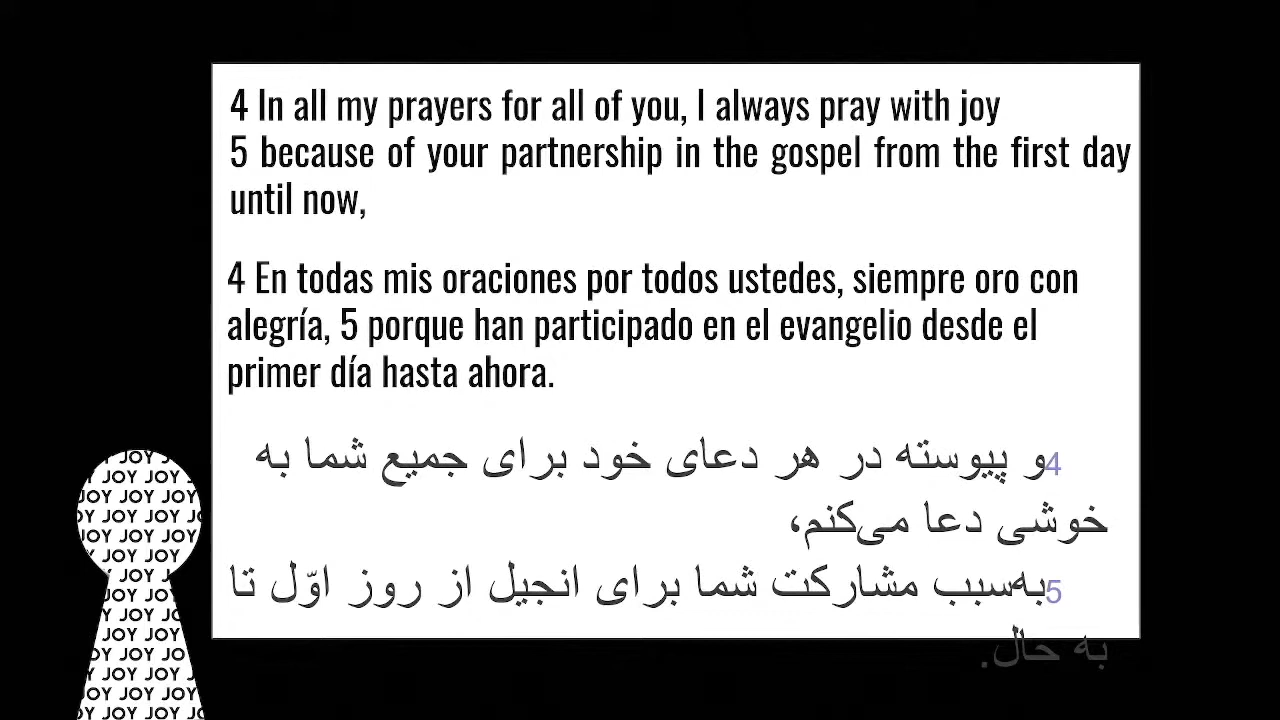 4 In all my prayers for all of you, I always pray with joy
5 because of your partnership in the gospel from the first day
until now,
4 En todas mis oraciones por todos ustedes, siempre oro con
alegría, 5 porque han participado en el evangelio desde el
primer día hasta ahora.
4و پیوسته در هر دعای خود برای جمیع شما به
خوشی دعا می‌کنم،
5به‌سبب مشارکت شما برای انجیل از روز اوّل تا
به حال.
JOY JOY
JOY JOY JOY
JOY JOY JOY
JOY JOY JOY
JOY JOY JOY
JOY JOY
JOY JOY
JOY JOY
JOY JOY
JOY JOY
JOY JOY
JOY JOY
JOY JOY JOY
JOY JOY JOY